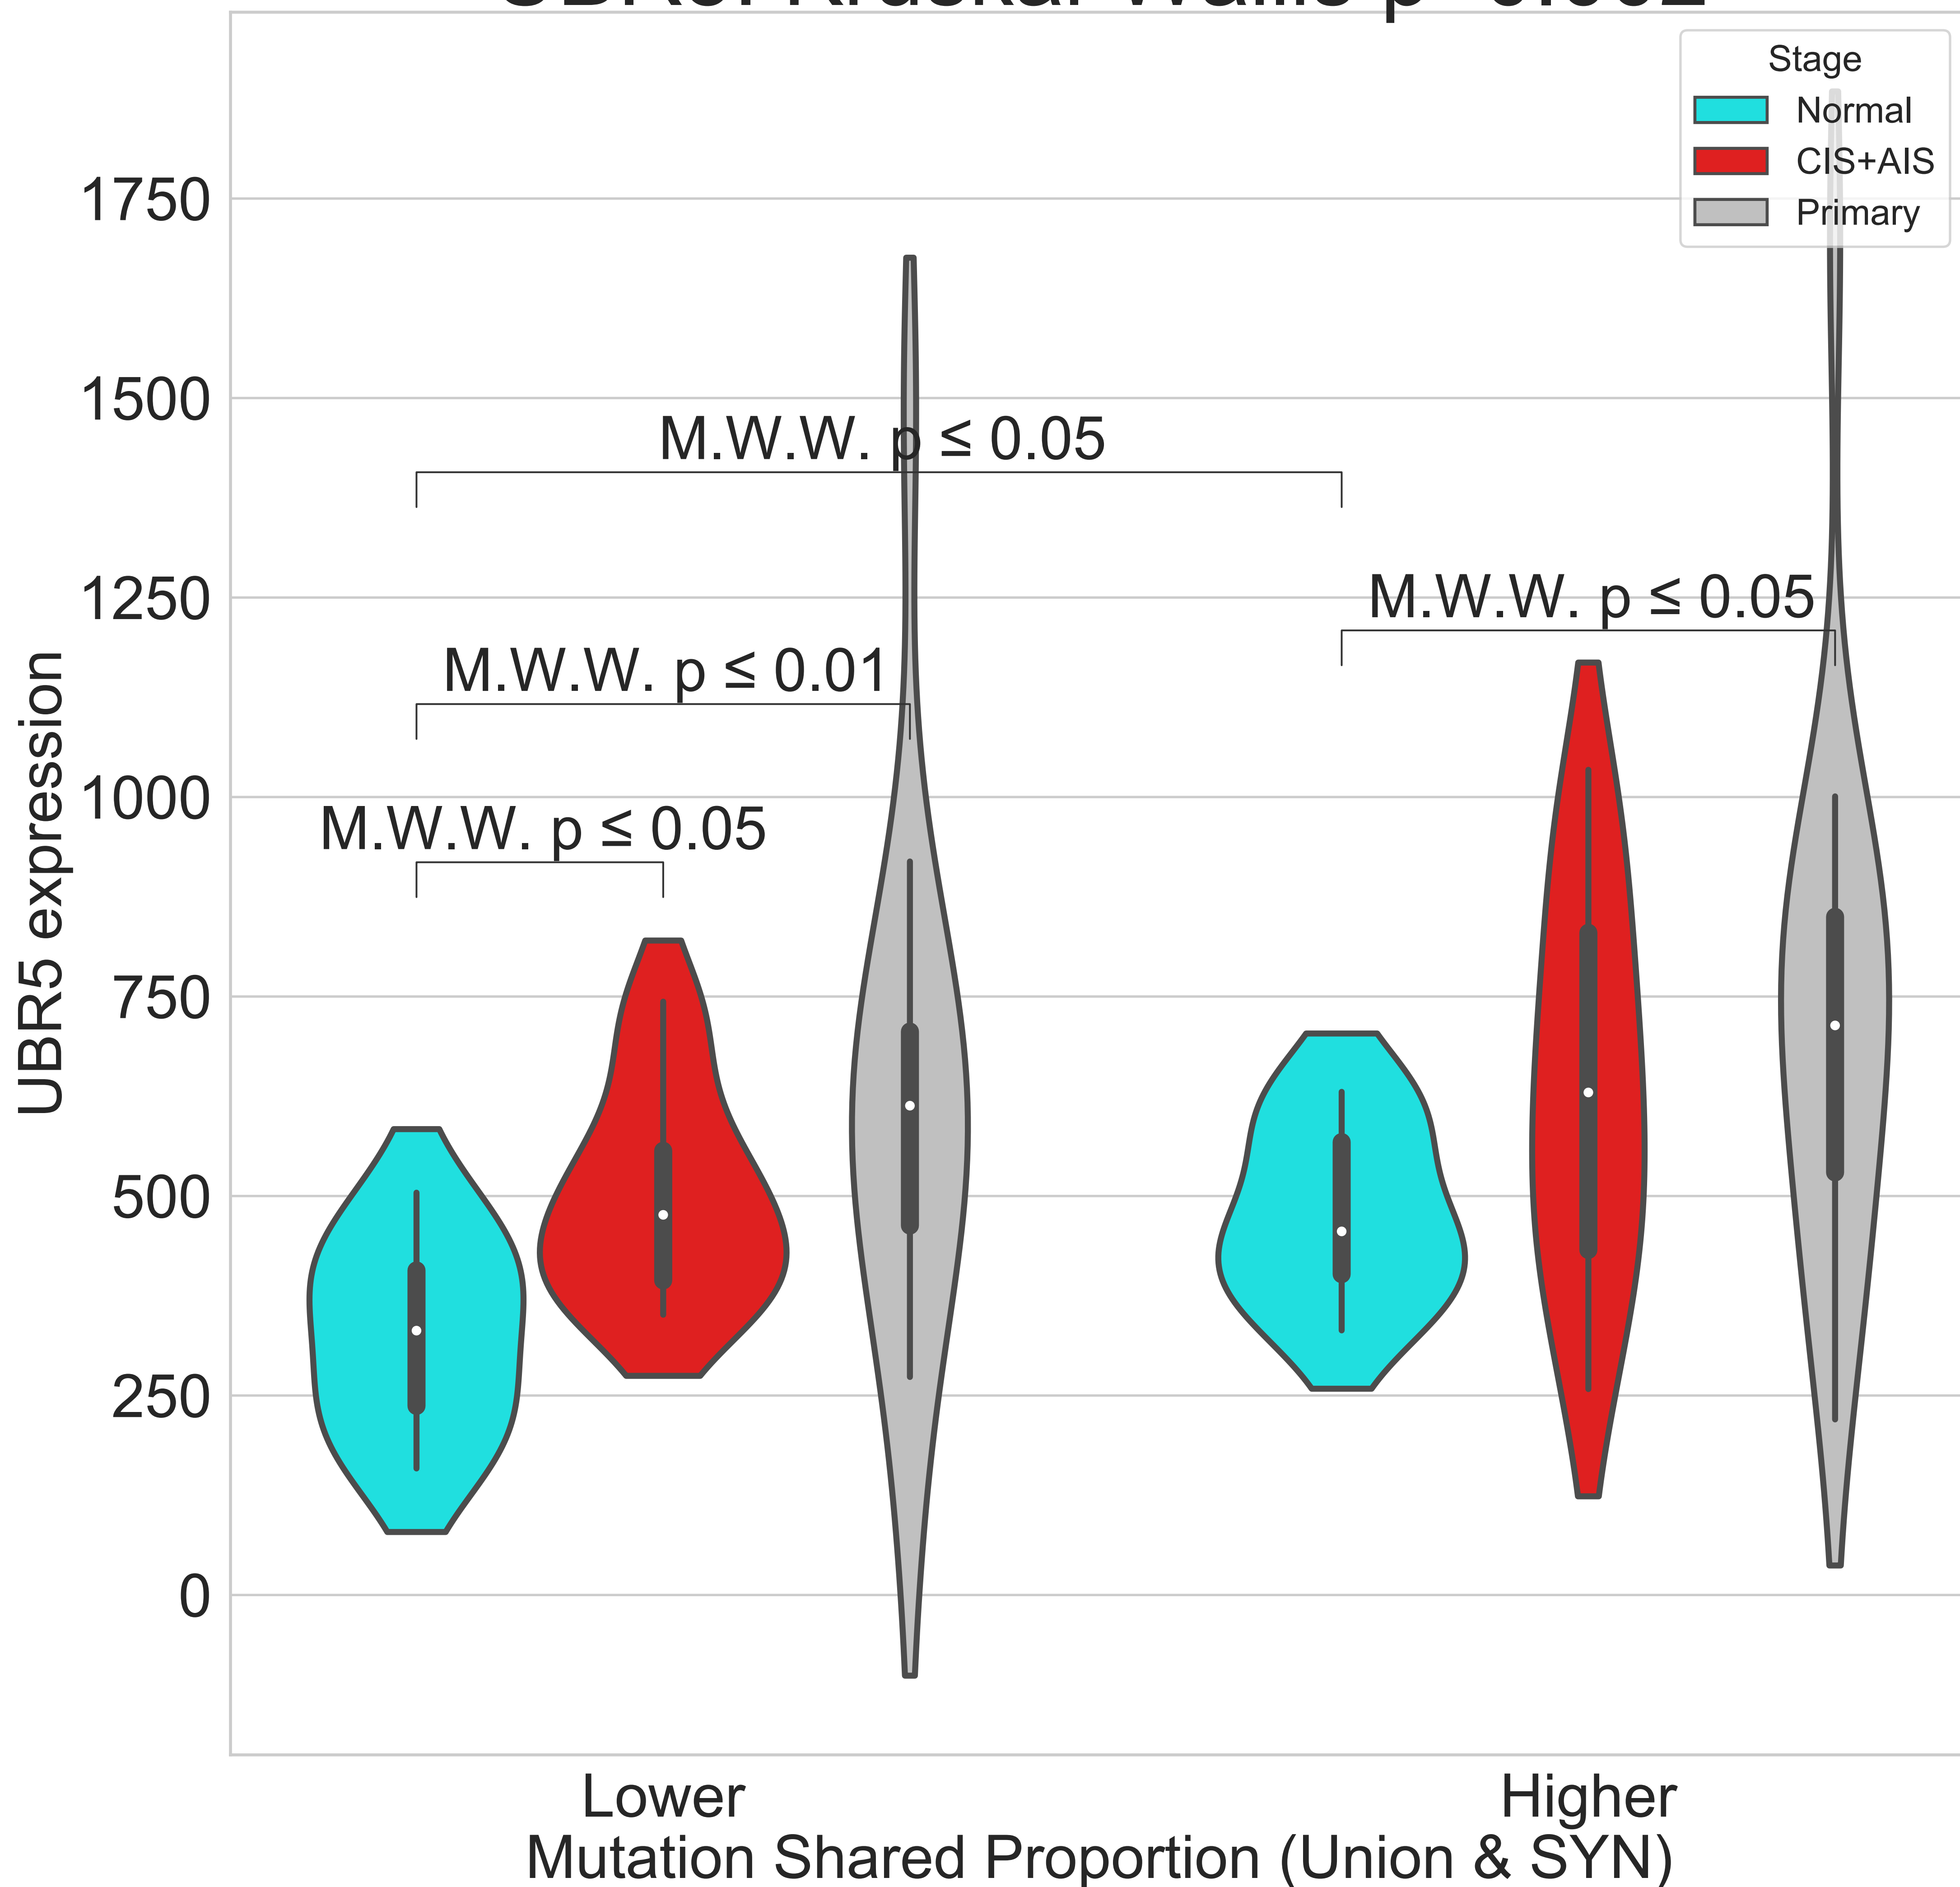 Stage
Normal
CIS+AIS
Primary
1750
1500
1250
1000
750
500
250
0
UBR5 expression
M.W.W. p ≤ 0.05
M.W.W. p ≤ 0.05
M.W.W. p ≤ 0.01
M.W.W. p ≤ 0.05
Lower
Higher
Mutation Shared Proportion (Union & SYN)